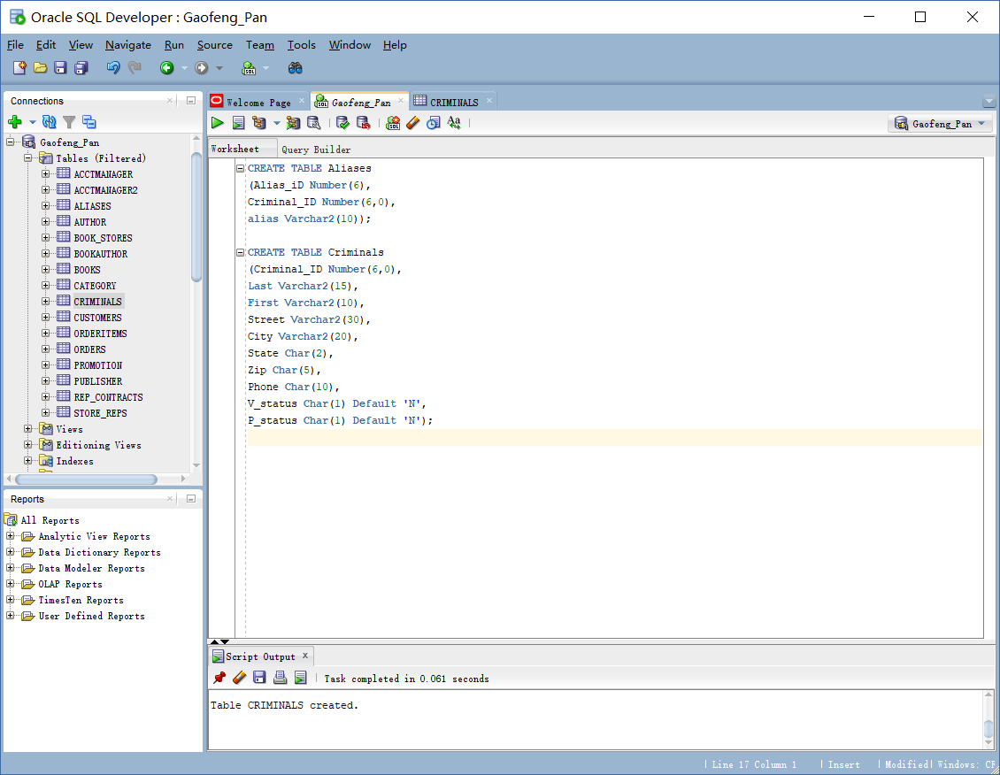 Oracle SQL Developer : Gaofeng_Pan
File Edit View Navigate Run Source Team Tools Window Help
Connections
Gaofeng_Pan
Tables (Filtered)
ACCTMANAGER
ACCTMANAGER2
ALIASES
AUTHOR
BOOK_STORES
BOOKAUTHOR
BOOKS
CATEGORY
CRIMINALS
CUSTOMERS
ORDERITEMS
ORDERS
PROMOTION
PUBLISHER
REP_CONTRACTS
STORE_REPS
Views
Editioning Views
Indexes
Reports
All Reports
Analytic View Reports
Data Dictionary Reports
Data Modeler Reports
OLAP Reports
TimesTen Reports
User Defined Reports
Welcome Page Gaofeng_Pan CRIMINALS
Gaofeng_Pan
Worksheet Query Builder
CREATE TABLE Aliases
(Alias_iD Number(6),
Criminal_ID Number(6,0),
alias Varchar2(10));
CREATE TABLE Criminals
(Criminal_ID Number(6,0),
Last Varchar2(15),
First Varchar2(10),
Street Varchar2(30),
City Varchar2(20),
State Char(2),
Zip Char(5),
Phone Char(10),
V_status Char(1) Default 'N',
P_status Char(1) Default 'N');
Script Output x
Task completed in 0.061 seconds
Table CRIMINALS created.
Line 17 Column 1 Insert Modified Windows: CR